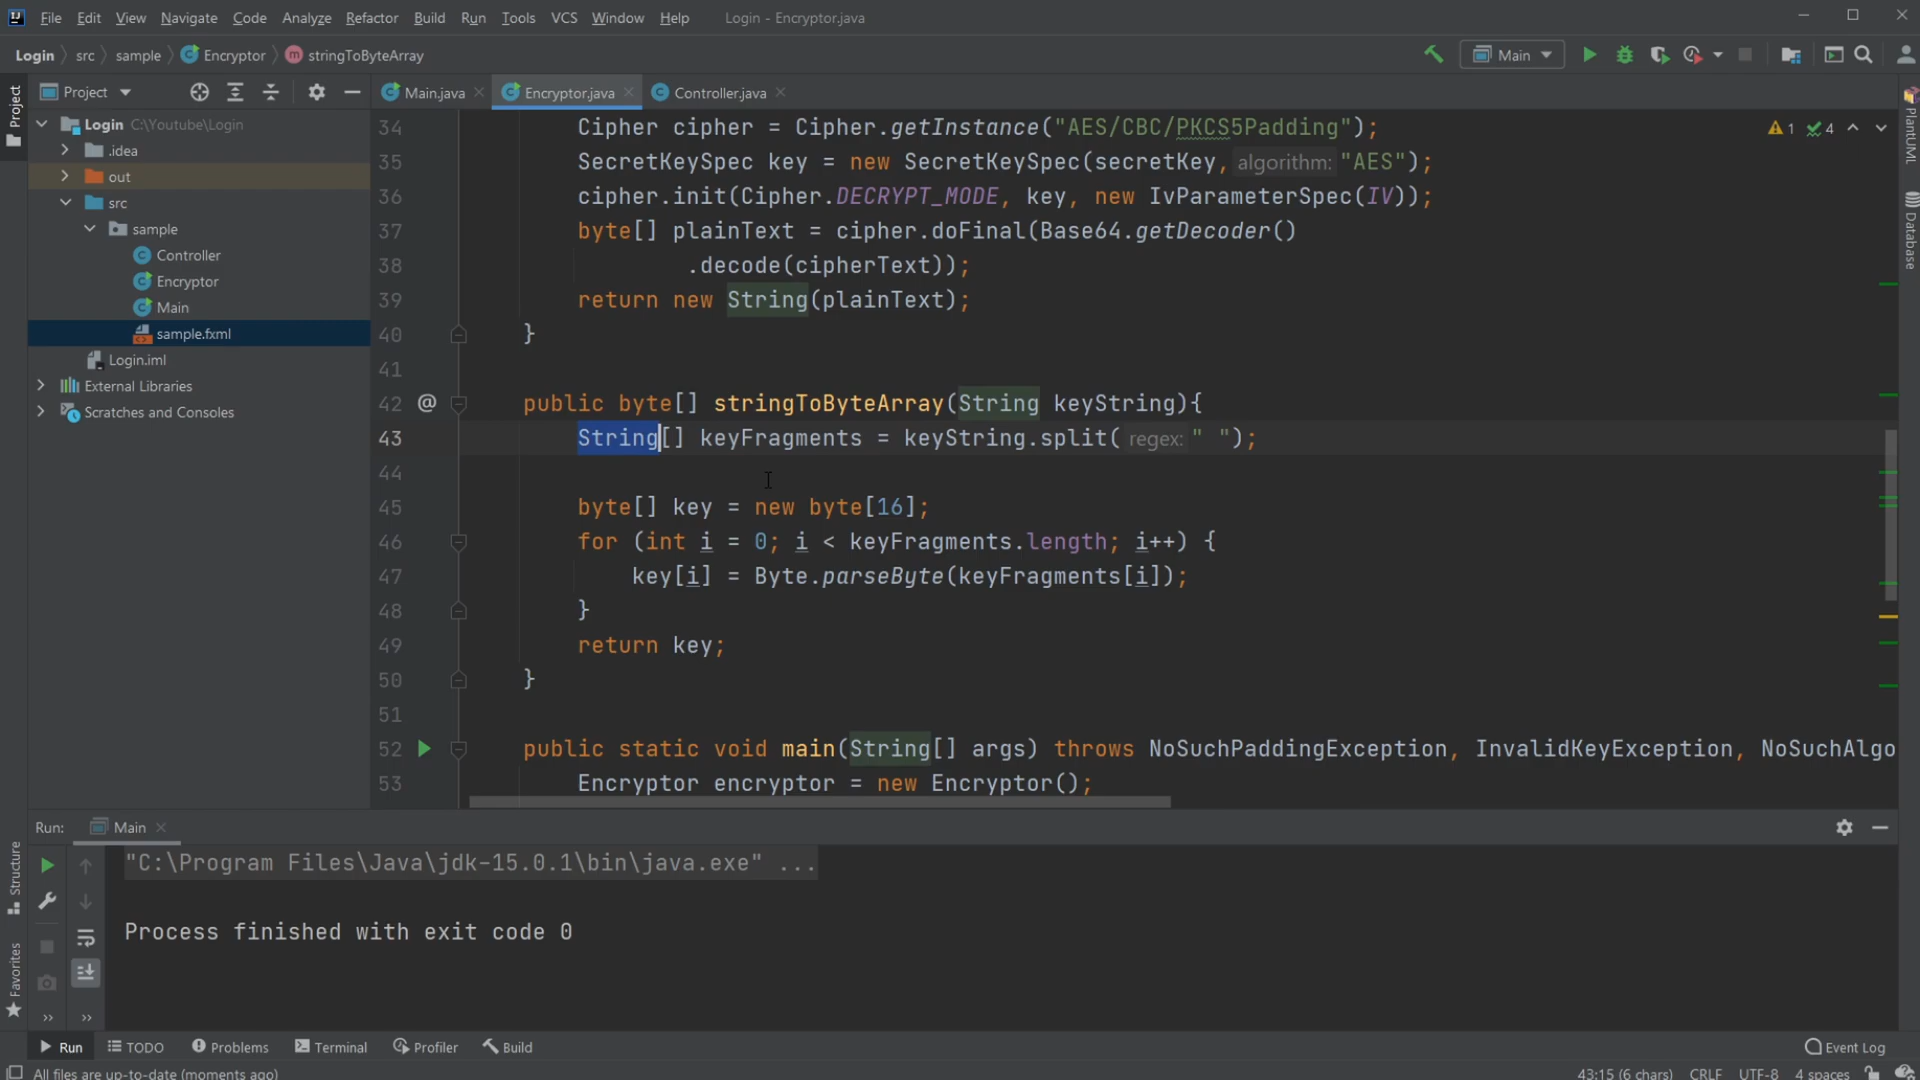 File Edit View Navigate Code Analyze Refactor Build Run Tools VCS Window Help Login - Encryptor.java
Login src sample Encryptor stringToByteArray Main
Project
Main.java Encryptor.java Controller.java
Login C:\Youtube\Login
.idea
out
src
sample
Controller
Encryptor
Main
sample.fxml
Login.iml
External Libraries
Scratches and Consoles
Project
Structure
Favorites
PlantUML
Database
1 4
34 Cipher cipher = Cipher.getInstance("AES/CBC/PKCS5Padding");
35 SecretKeySpec key = new SecretKeySpec(secretKey, algorithm: "AES");
36 cipher.init(Cipher.DECRYPT_MODE, key, new IvParameterSpec(IV));
37 byte[] plainText = cipher.doFinal(Base64.getDecoder()
38 .decode(cipherText));
39 return new String(plainText);
40 }
41
42 @ public byte[] stringToByteArray(String keyString){
43 String[] keyFragments = keyString.split( regex: " ");
44
45 byte[] key = new byte[16];
46 for (int i = 0; i < keyFragments.length; i++) {
47 key[i] = Byte.parseByte(keyFragments[i]);
48 }
49 return key;
50 }
51
52 public static void main(String[] args) throws NoSuchPaddingException, InvalidKeyException, NoSuchAlgo
53 Encryptor encryptor = new Encryptor();
Run: Main
"C:\Program Files\Java\jdk-15.0.1\bin\java.exe" ...
Process finished with exit code 0
Run TODO Problems Terminal Profiler Build Event Log
All files are up-to-date (moments ago) 43:15 (6 chars) CRLF UTF-8 4 spaces